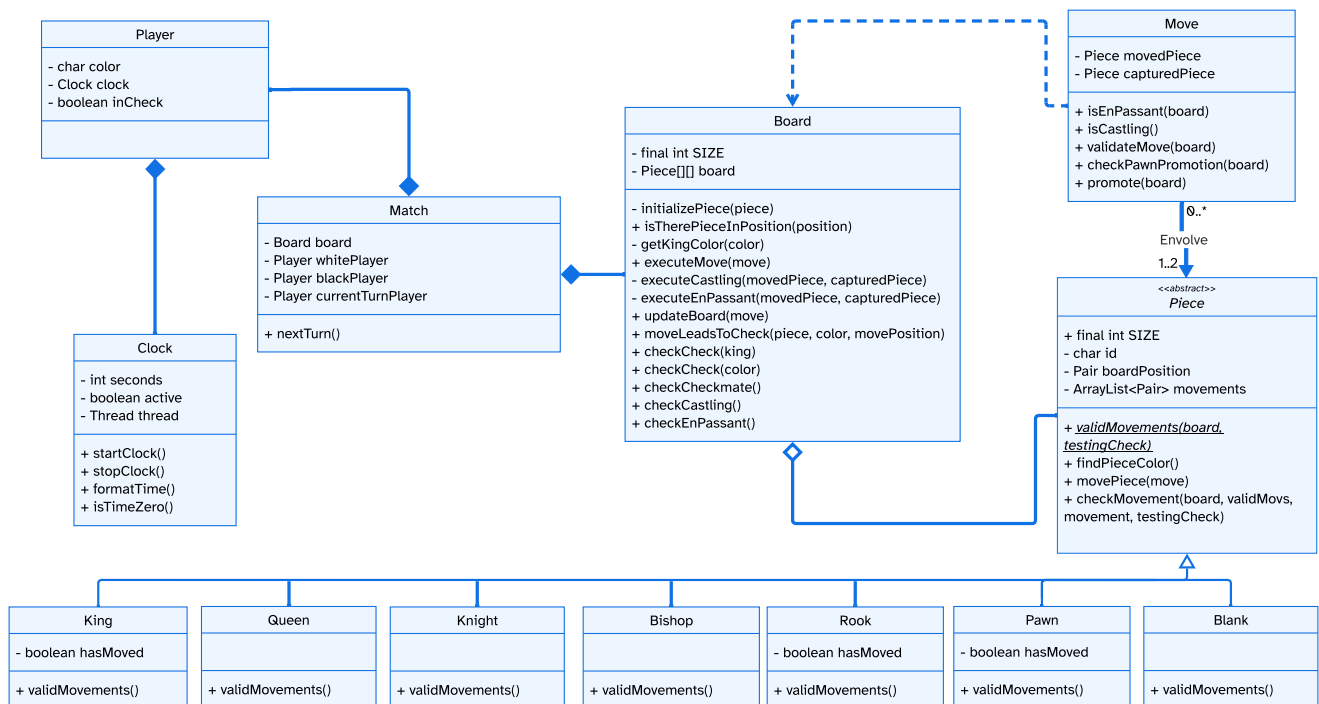 Player
- char color
- Clock clock
- boolean inCheck
Clock
- int seconds
- boolean active
- Thread thread
+ startClock()
+ stopClock()
+ formatTime()
+ isTimeZero()
Match
- Board board
- Player whitePlayer
- Player blackPlayer
- Player currentTurnPlayer
+ nextTurn()
Board
- final int SIZE
- Piece[][] board
- initializePiece(piece)
+ isTherePieceInPosition(position)
- getKingColor(color)
+ executeMove(move)
- executeCastling(movedPiece, capturedPiece)
- executeEnPassant(movedPiece, capturedPiece)
+ updateBoard(move)
+ moveLeadsToCheck(piece, color, movePosition)
+ checkCheck(king)
+ checkCheck(color)
+ checkCheckmate()
+ checkCastling()
+ checkEnPassant()
Move
- Piece movedPiece
- Piece capturedPiece
+ isEnPassant(board)
+ isCastling()
+ validateMove(board)
+ checkPawnPromotion(board)
+ promote(board)
0..*
Envolve
1..2
<<abstract>>
Piece
+ final int SIZE
- char id
- Pair boardPosition
- ArrayList<Pair> movements
+ validMovements(board,
testingCheck)
+ findPieceColor()
+ movePiece(move)
+ checkMovement(board, validMovs,
movement, testingCheck)
King
- boolean hasMoved
+ validMovements()
Queen
+ validMovements()
Knight
+ validMovements()
Bishop
+ validMovements()
Rook
- boolean hasMoved
+ validMovements()
Pawn
- boolean hasMoved
+ validMovements()
Blank
+ validMovements()